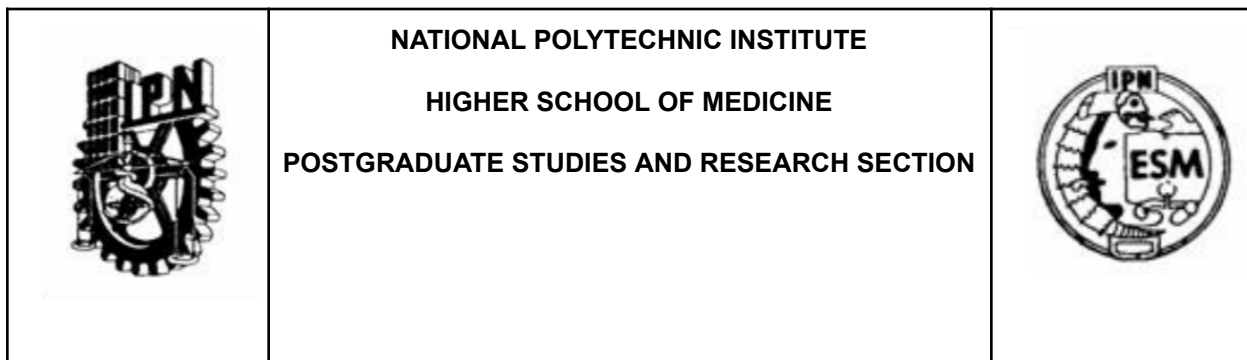 IPN
NATIONAL POLYTECHNIC INSTITUTE
HIGHER SCHOOL OF MEDICINE
POSTGRADUATE STUDIES AND RESEARCH SECTION
IPN
ESM